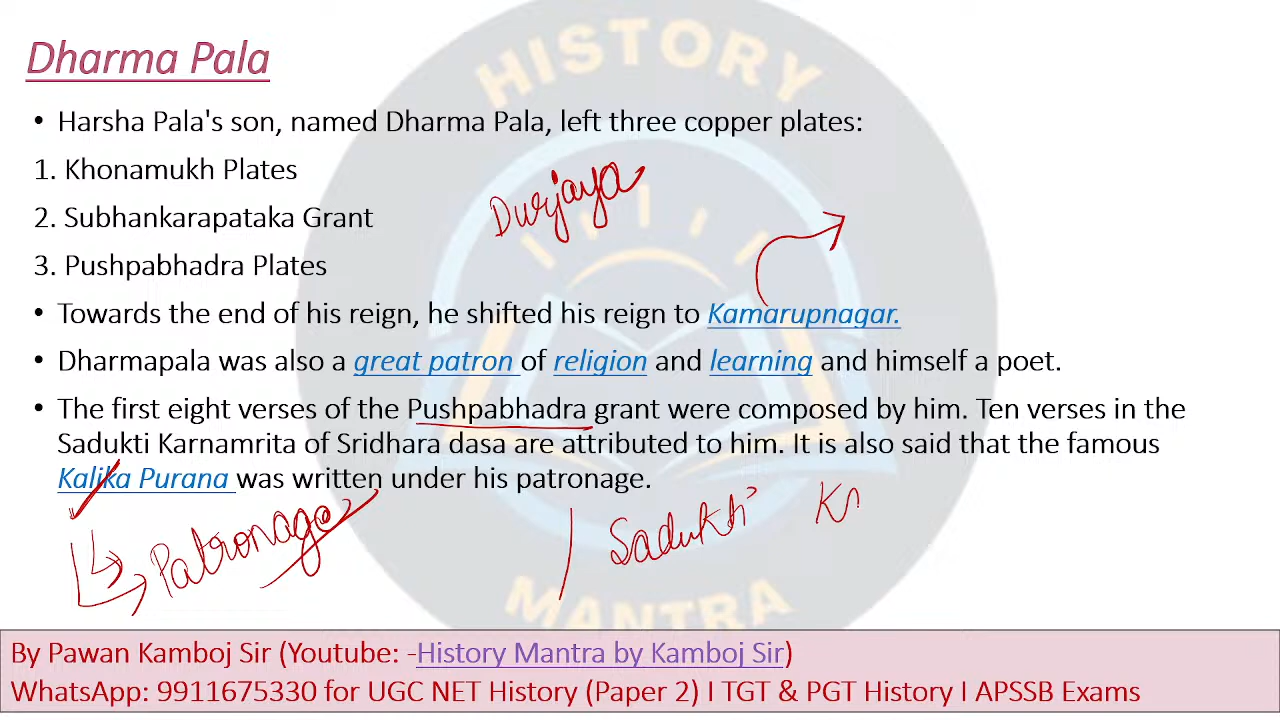 HISTORY
Dharma Pala
• Harsha Pala's son, named Dharma Pala, left three copper plates:
1. Khonamukh Plates
Durjaya
2. Subhankarapataka Grant
3. Pushpabhadra Plates
• Towards the end of his reign, he shifted his reign to Kamarupnagar.
• Dharmapala was also a great patron of religion and learning and himself a poet.
• The first eight verses of the Pushpabhadra grant were composed by him. Ten verses in the
Sadukti Karnamrita of Sridhara dasa are attributed to him. It is also said that the famous
Kalika Purana was written under his patronage.
Patronage
Sadukti K
MANTRA
By Pawan Kamboj Sir (Youtube: -History Mantra by Kamboj Sir)
WhatsApp: 9911675330 for UGC NET History (Paper 2) I TGT & PGT History I APSSB Exams